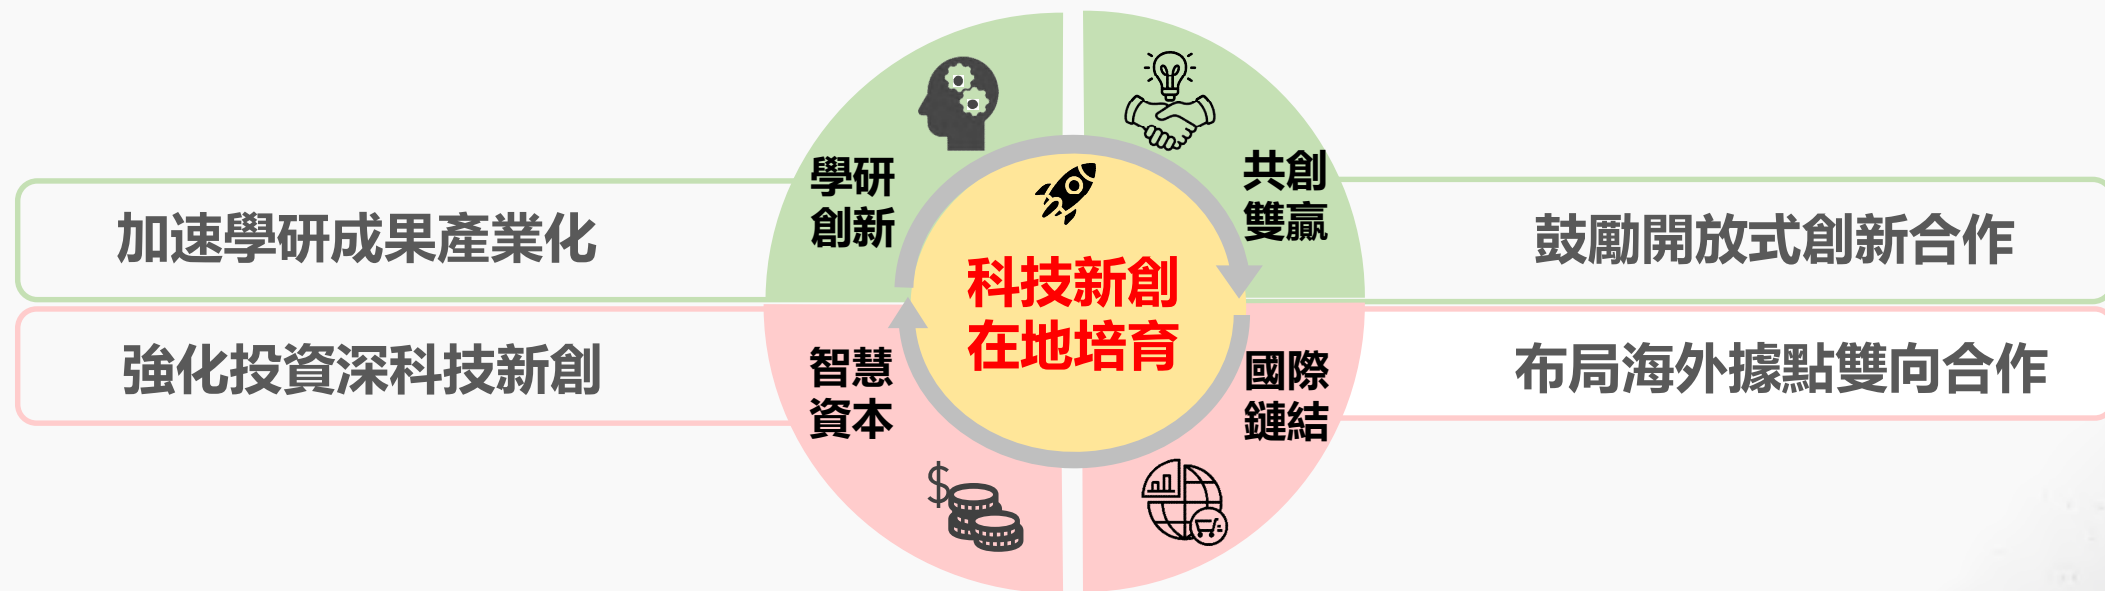 學研
創新
共創
雙贏
加速學研成果產業化
鼓勵開放式創新合作
科技新創
在地培育
強化投資深科技新創
智慧
資本
國際
鏈結
布局海外據點雙向合作
$